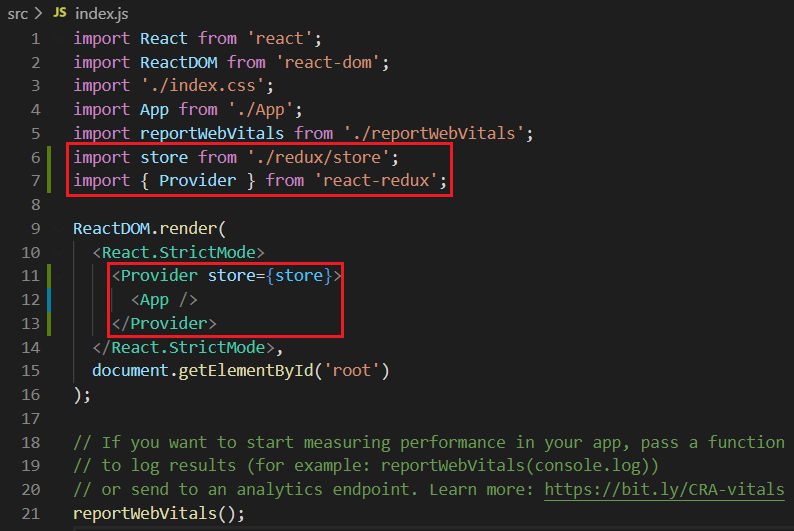 src > JS index.js
1 import React from 'react';
2 import ReactDOM from 'react-dom';
3 import './index.css';
4 import App from './App';
5 import reportWebVitals from './reportWebVitals';
6 import store from './redux/store';
7 import { Provider } from 'react-redux';
8
9 ReactDOM.render(
10   <React.StrictMode>
11     <Provider store={store}>
12       <App />
13     </Provider>
14   </React.StrictMode>,
15   document.getElementById('root')
16 );
17
18 // If you want to start measuring performance in your app, pass a function
19 // to log results (for example: reportWebVitals(console.log))
20 // or send to an analytics endpoint. Learn more: https://bit.ly/CRA-vitals
21 reportWebVitals();